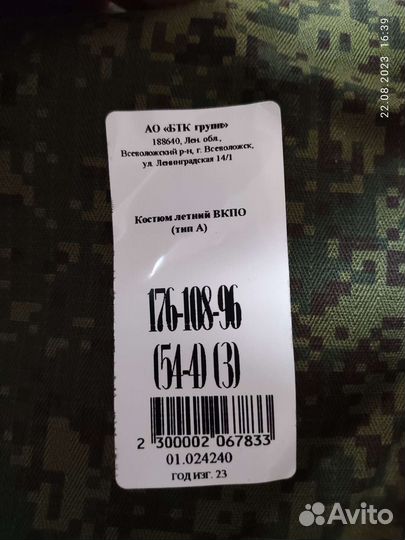 22.08.2023 16:39
АО «БТК групп»
188640, Лен. обл.,
Всеволожский р-н, г. Всеволожск,
ул. Ленинградская 14/1
Костюм летний ВКПО
(тип А)
176-108-96
(54-4) (3)
2 300002 067833
01.024240
ГОД ИЗГ. 23
Avito